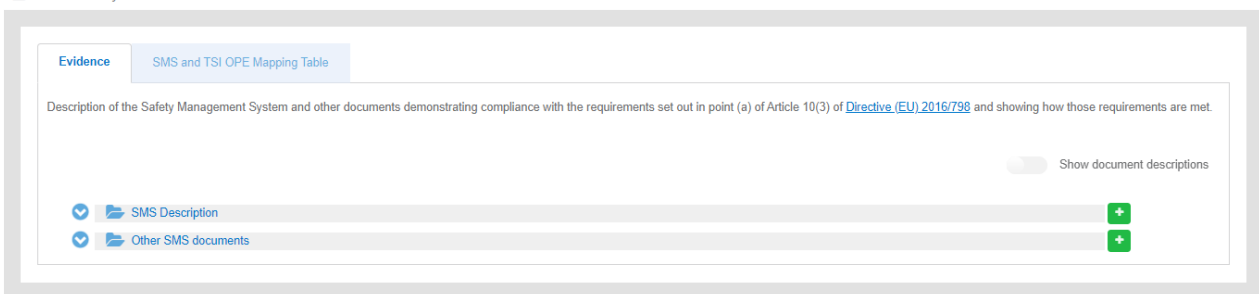 Evidence
SMS and TSI OPE Mapping Table
Description of the Safety Management System and other documents demonstrating compliance with the requirements set out in point (a) of Article 10(3) of Directive (EU) 2016/798 and showing how those requirements are met.
Show document descriptions
SMS Description
Other SMS documents